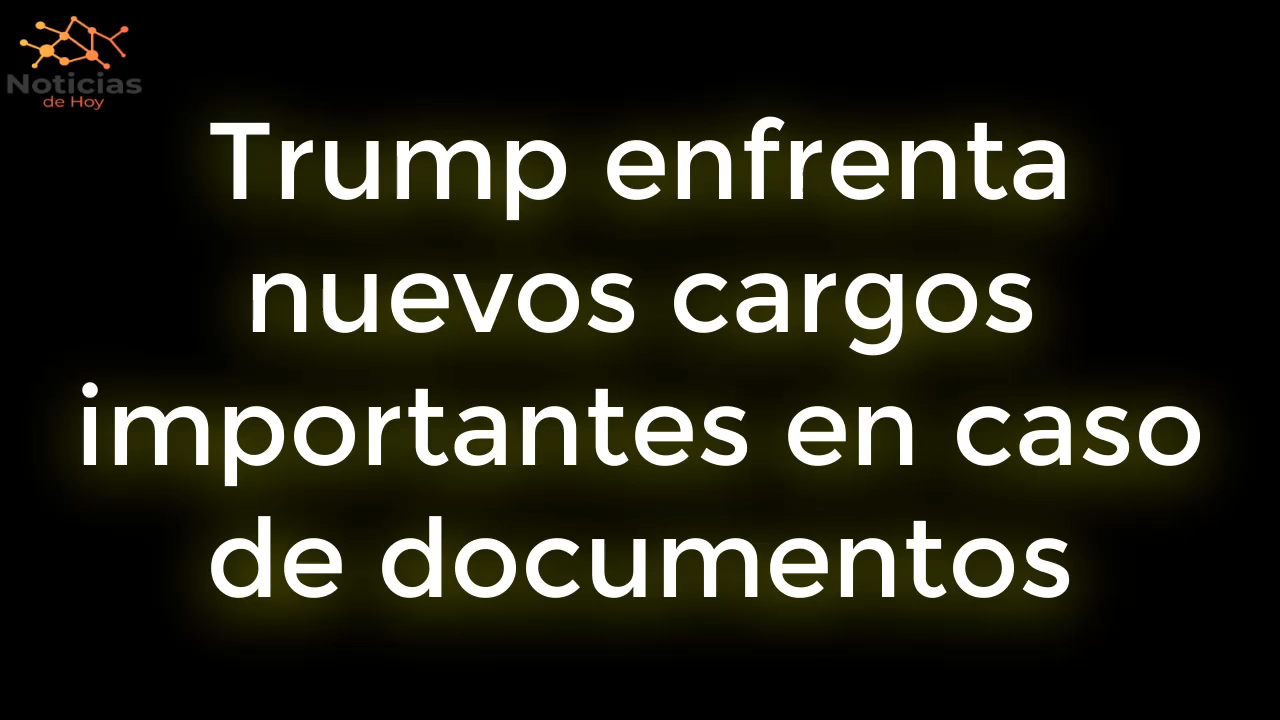 Noticias
de Hoy
Trump enfrenta
nuevos cargos
importantes en caso
de documentos